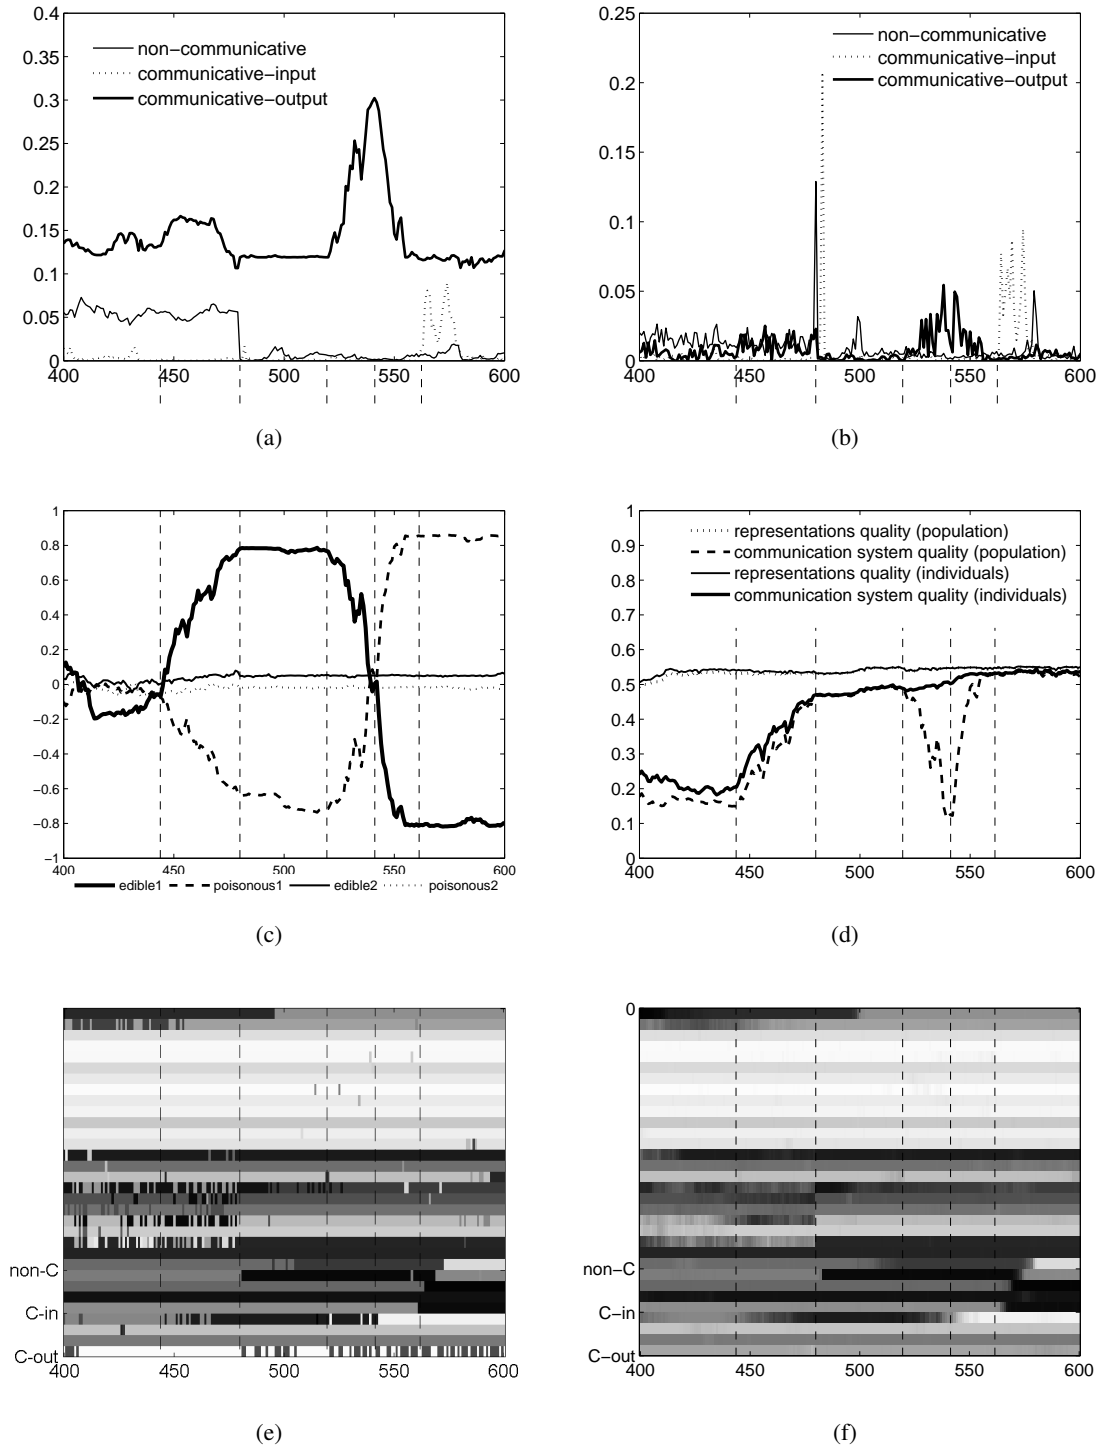 0.4
0.35
0.3
0.25
0.2
0.15
0.1
0.05
0
400 450 500 550 600
non−communicative
communicative−input
communicative−output
(a)
0.25
0.2
0.15
0.1
0.05
0
400 450 500 550 600
non−communicative
communicative−input
communicative−output
(b)
1
0.8
0.6
0.4
0.2
0
−0.2
−0.4
−0.6
−0.8
−1
400 450 500 550 600
edible1 poisonous1 edible2 poisonous2
(c)
1
0.9
0.8
0.7
0.6
0.5
0.4
0.3
0.2
0.1
0
400 450 500 550 600
representations quality (population)
communication system quality (population)
representations quality (individuals)
communication system quality (individuals)
(d)
non−C
C−in
C−out
400 450 500 550 600
(e)
0
non−C
C−in
C−out
400 450 500 550 600
(f)